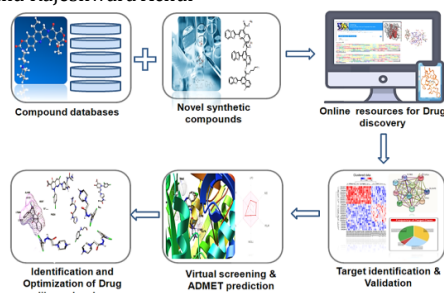 Compound databases
Novel synthetic
compounds
Online resources for Drug
discovery
Target identification &
Validation
Virtual screening &
ADMET prediction
Identification and
Optimization of Drug